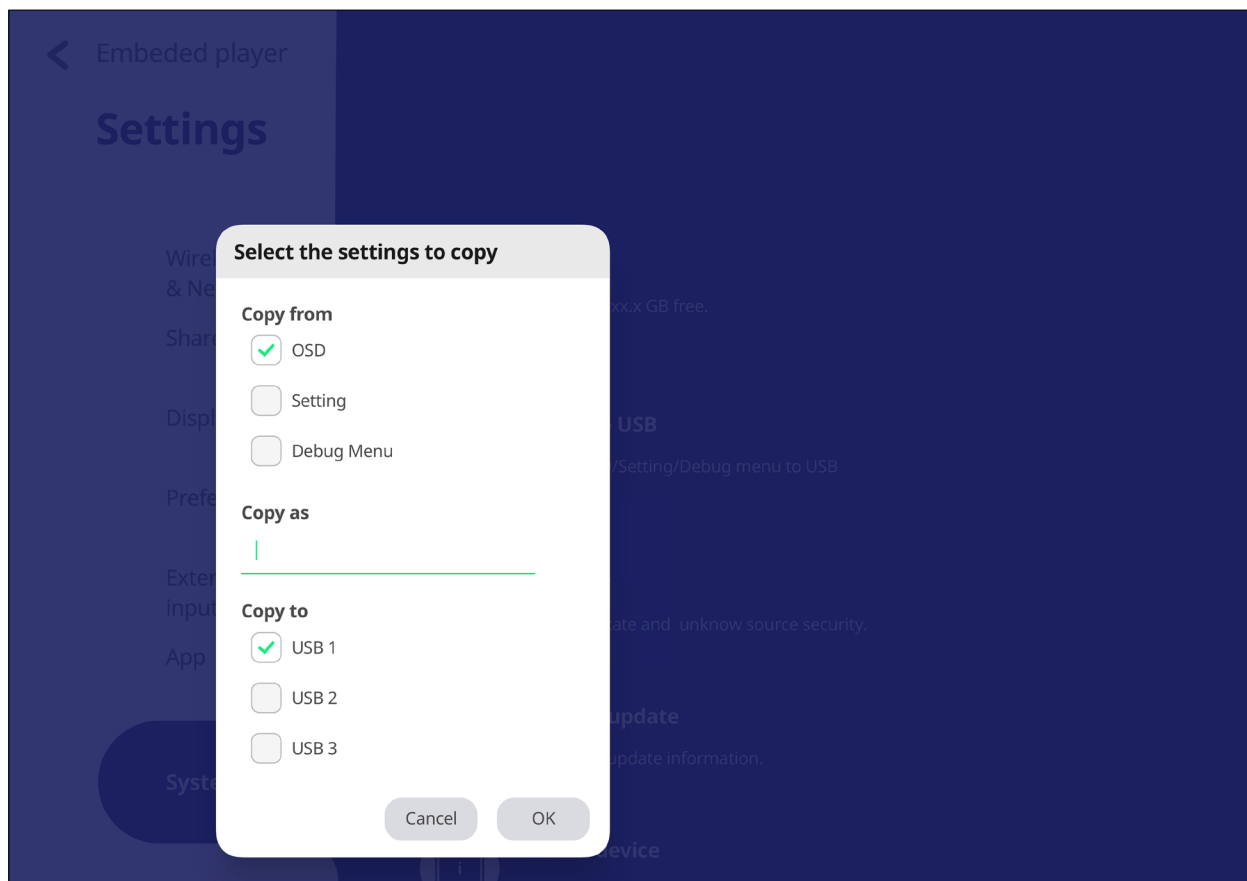 Embeded player
Settings
Select the settings to copy
Copy from
OSD
Setting
Debug Menu
Copy as
Copy to
USB 1
USB 2
USB 3
Cancel
OK
& Ne
App
xx.x GB free.
USB
/Setting/Debug menu to USB
and unknow source security.
update
update information.